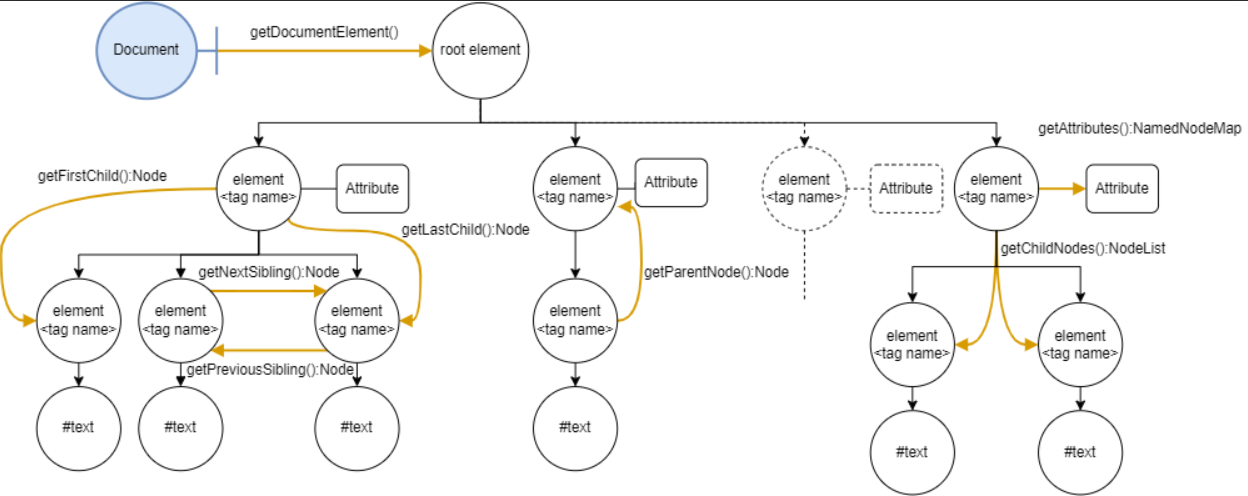 getDocumentElement()
Document
root element
getAttributes():NamedNodeMap
getFirstChild():Node
element
<tag name>
Attribute
element
<tag name>
Attribute
element
<tag name>
Attribute
element
<tag name>
Attribute
getLastChild():Node
getChildNodes():NodeList
getNextSibling():Node
getParentNode():Node
element
<tag name>
element
<tag name>
element
<tag name>
element
<tag name>
element
<tag name>
element
<tag name>
getPreviousSibling():Node
#text
#text
#text
#text
#text
#text